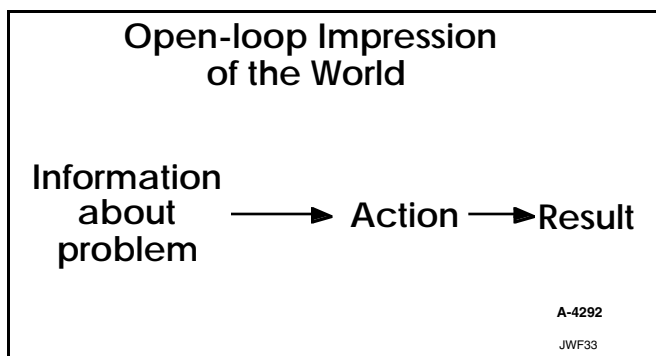 Open-loop Impression
of the World
Information
about
problem
Action
Result
A-4292
JWF33